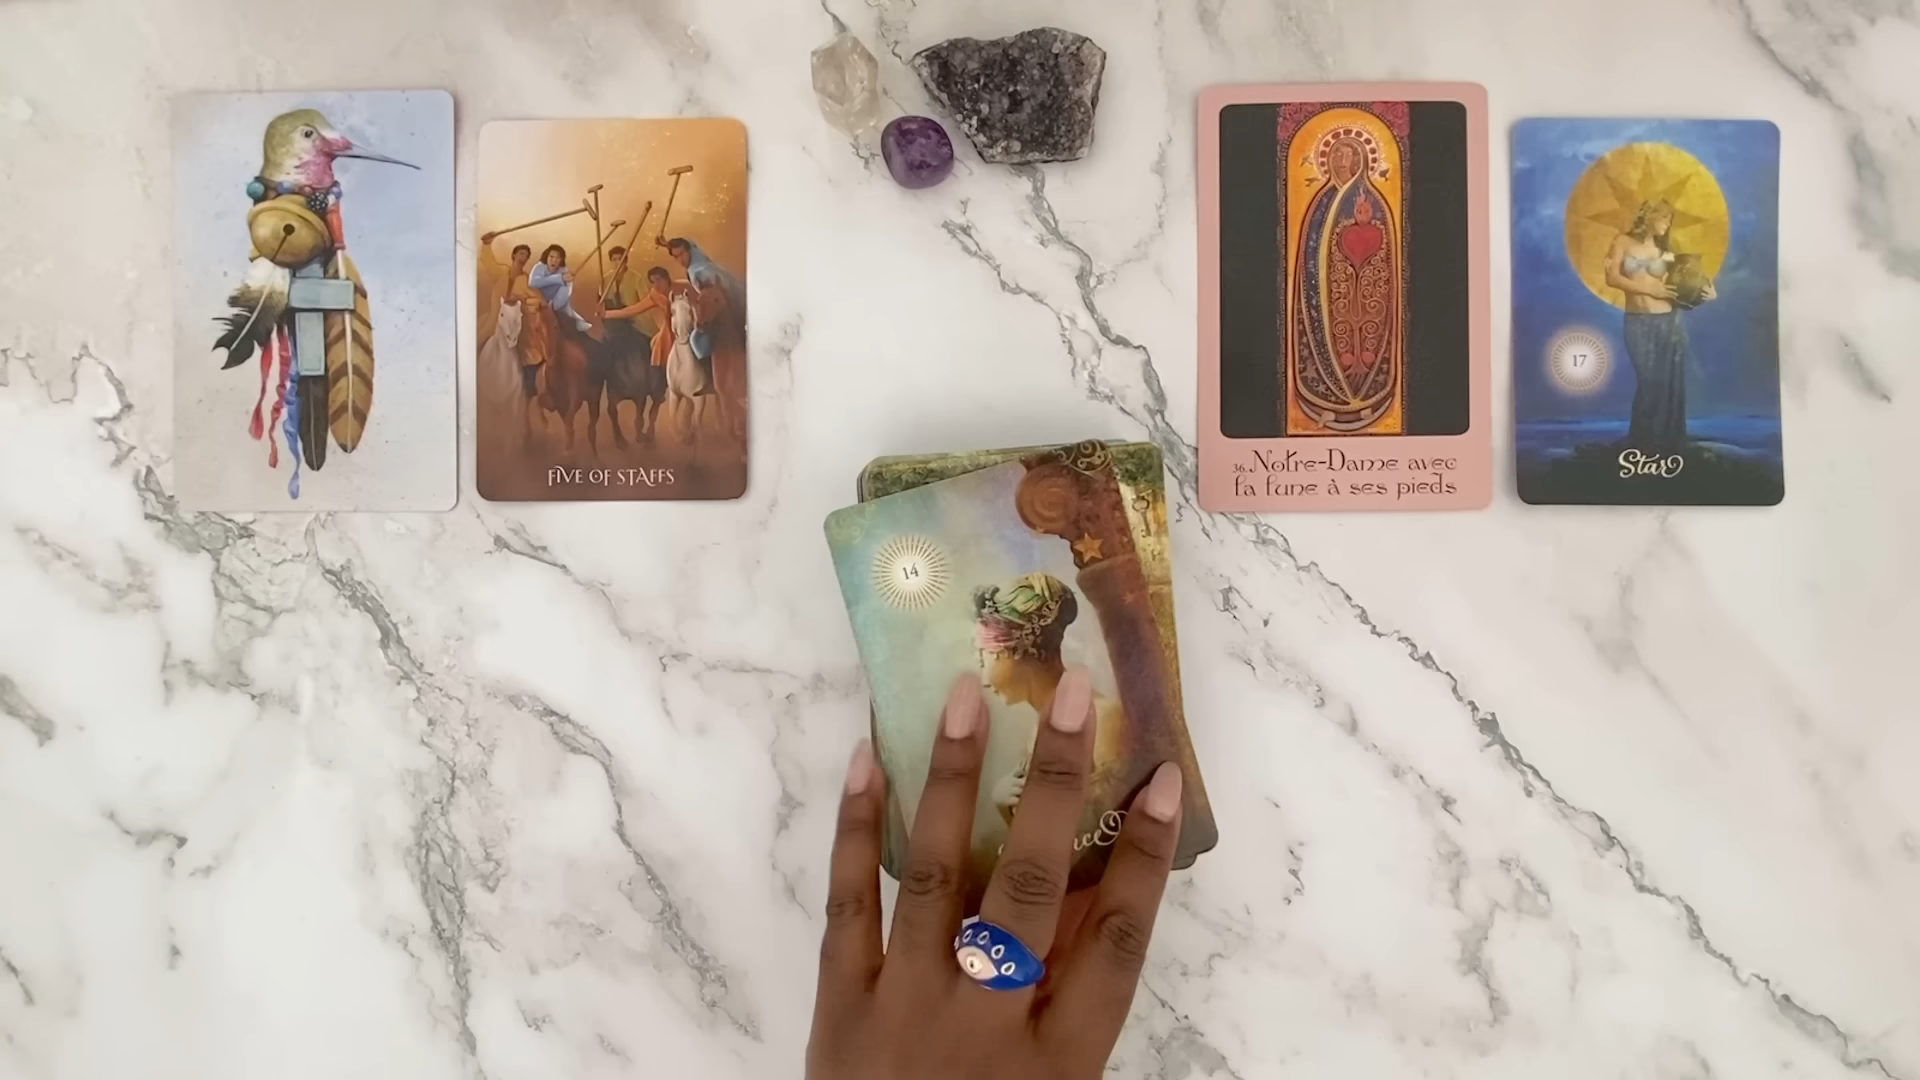 FIVE OF STAFFS
36. Notre-Dame avec
la lune à ses pieds
17
Star
14